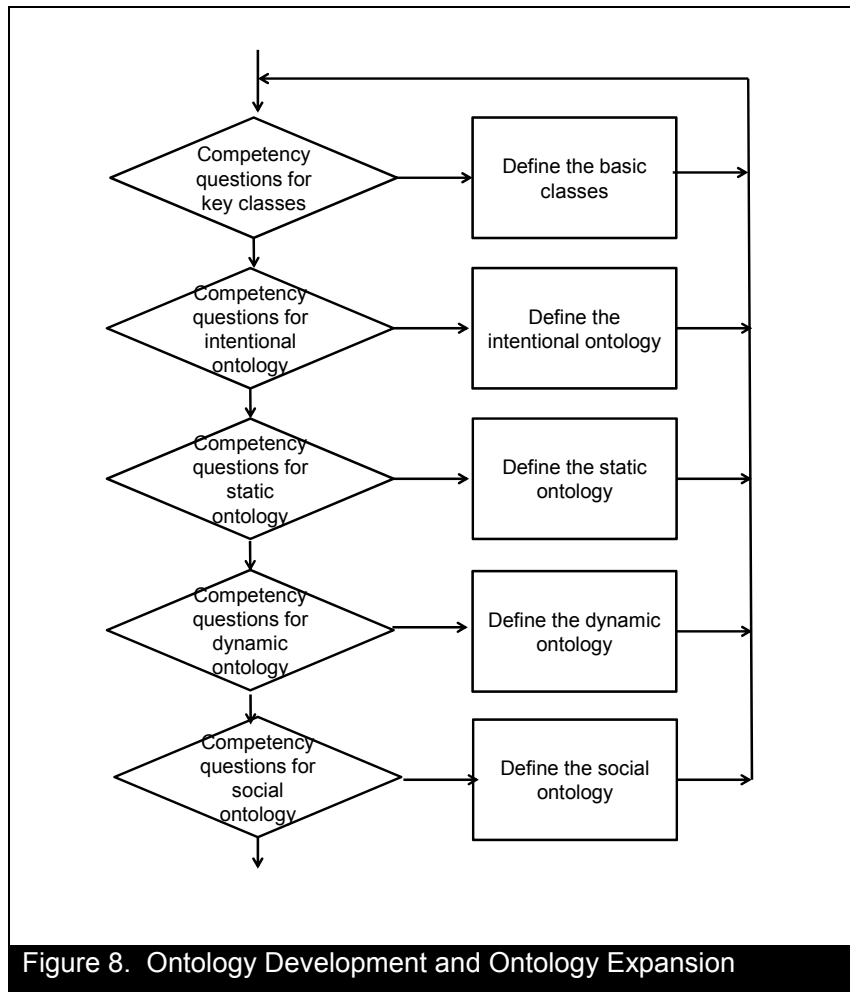 Competency
questions for
key classes
Define the basic
classes
Competency
questions for
intentional
ontology
Define the
intentional ontology
Competency
questions for
static
ontology
Define the static
ontology
Competency
questions for
dynamic
ontology
Define the dynamic
ontology
Competency
questions for
social
ontology
Define the social
ontology
Figure 8. Ontology Development and Ontology Expansion